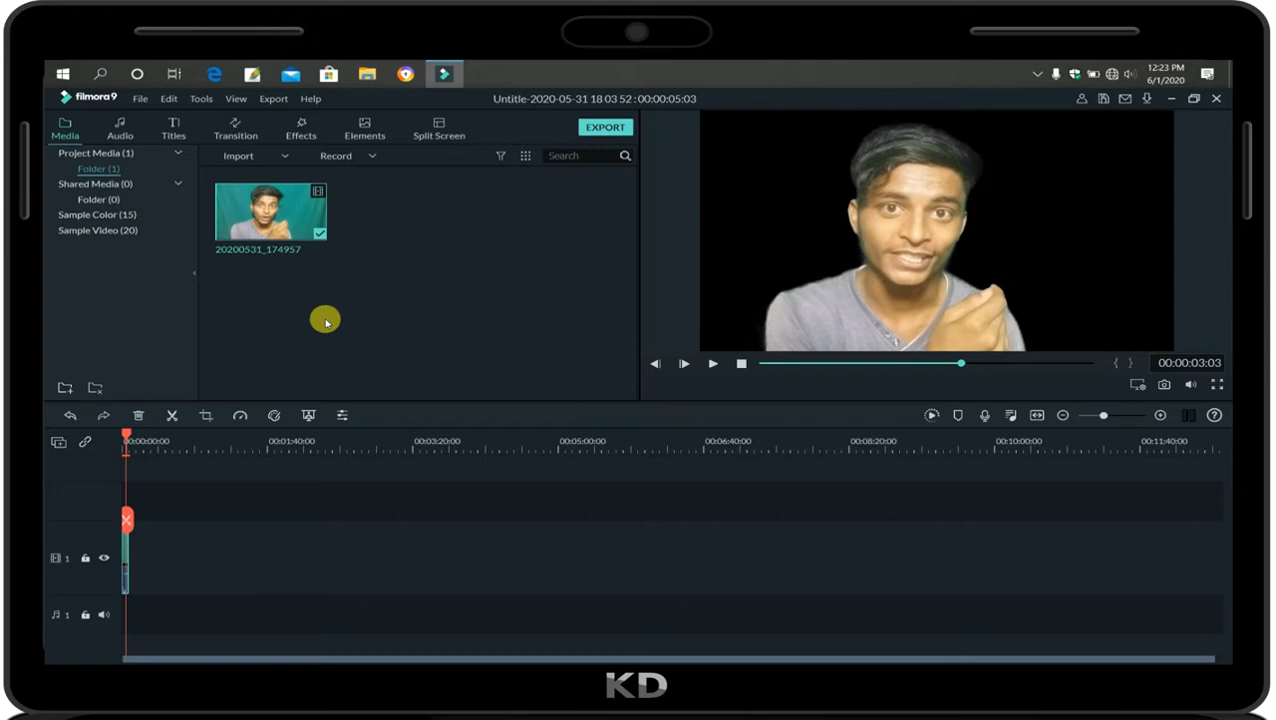 12:23 PM
6/1/2020
filmora9
File Edit Tools View Export Help
Untitle-2020-05-31 18 03 52 : 00:00:05:03
Media Audio Titles Transition Effects Elements Split Screen
EXPORT
Project Media (1)
Folder (1)
Shared Media (0)
Folder (0)
Sample Color (15)
Sample Video (20)
Import Record Search
20200531_174957
00:00:03:03
00:00:00:00 00:01:40:00 00:03:20:00 00:05:00:00 00:06:40:00 00:08:20:00 00:10:00:00 00:11:40:00
1
1
KD